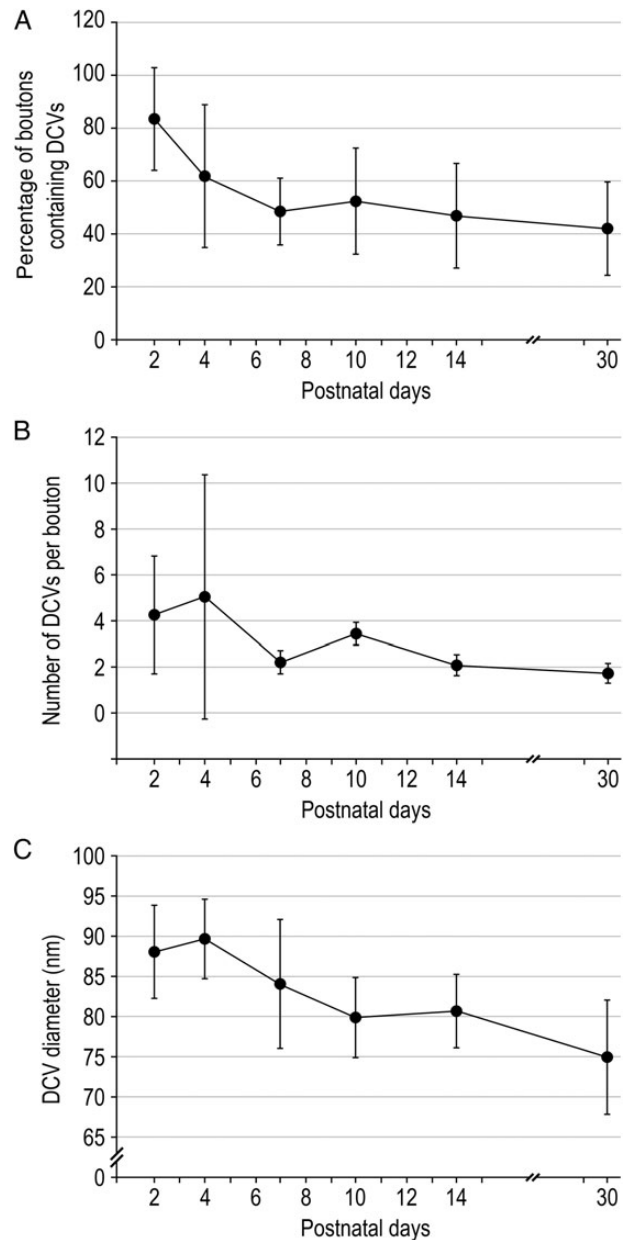 A
Percentage of boutons
containing DCVs
120
100
80
60
40
20
0
2 4 6 8 10 12 14 30
Postnatal days
B
Number of DCVs per bouton
12
10
8
6
4
2
0
2 4 6 8 10 12 14 30
Postnatal days
C
DCV diameter (nm)
100
95
90
85
80
75
70
65
0
2 4 6 8 10 12 14 30
Postnatal days